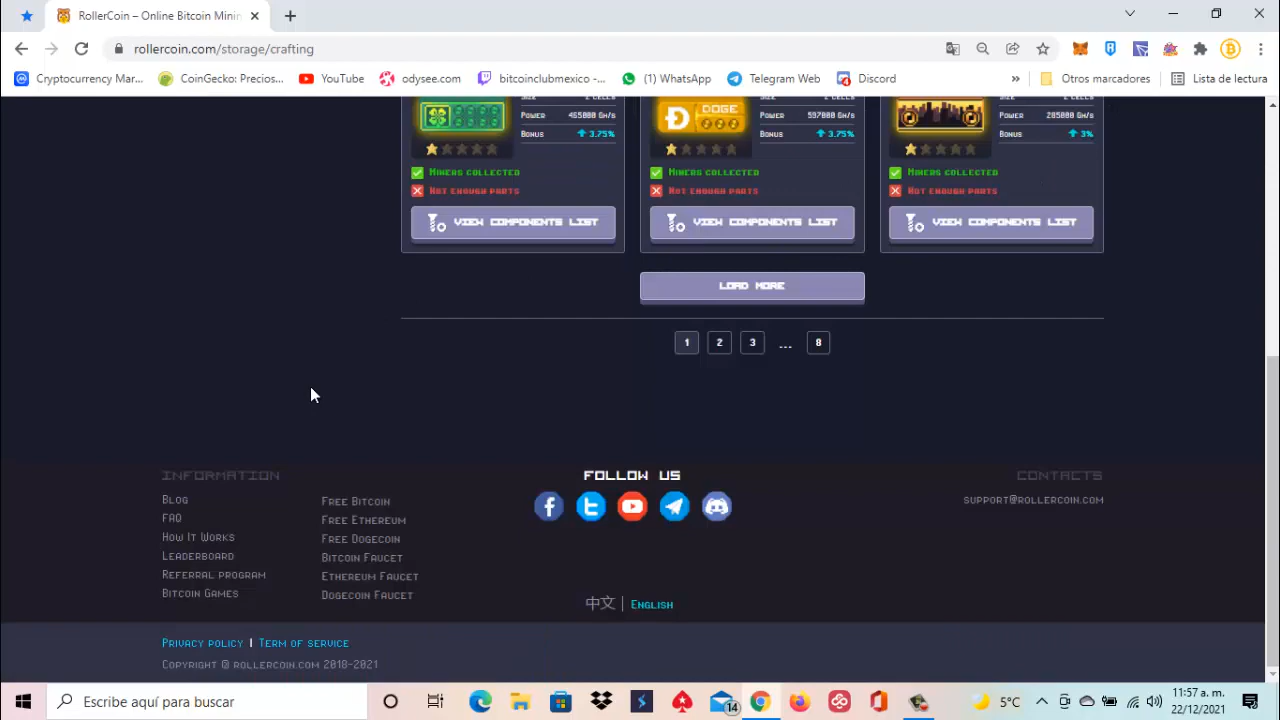 RollerCoin – Online Bitcoin Minin
rollercoin.com/storage/crafting
Cryptocurrency Mar... CoinGecko: Precios... YouTube odysee.com bitcoinclubmexico -... (1) WhatsApp Telegram Web Discord » Otros marcadores Lista de lectura
DOGE
Power 465000 Gh/s Power 597000 Gh/s Power 285000 Gh/s
Bonus 3.75% Bonus 3.75% Bonus 3%
Miners collected Miners collected Miners collected
Not enough parts Not enough parts Not enough parts
VIEW COMPONENTS LIST VIEW COMPONENTS LIST VIEW COMPONENTS LIST
LOAD MORE
1 2 3 ... 8
INFORMATION FOLLOW US CONTACTS
Blog Free Bitcoin support@rollercoin.com
FAQ Free Ethereum
How It Works Free Dogecoin
Leaderboard Bitcoin Faucet
Referral program Ethereum Faucet
Bitcoin Games Dogecoin Faucet
中文 | English
Privacy policy | Term of service
Copyright @ rollercoin.com 2018-2021
Escribe aquí para buscar 14 5°C 11:57 a. m.
22/12/2021